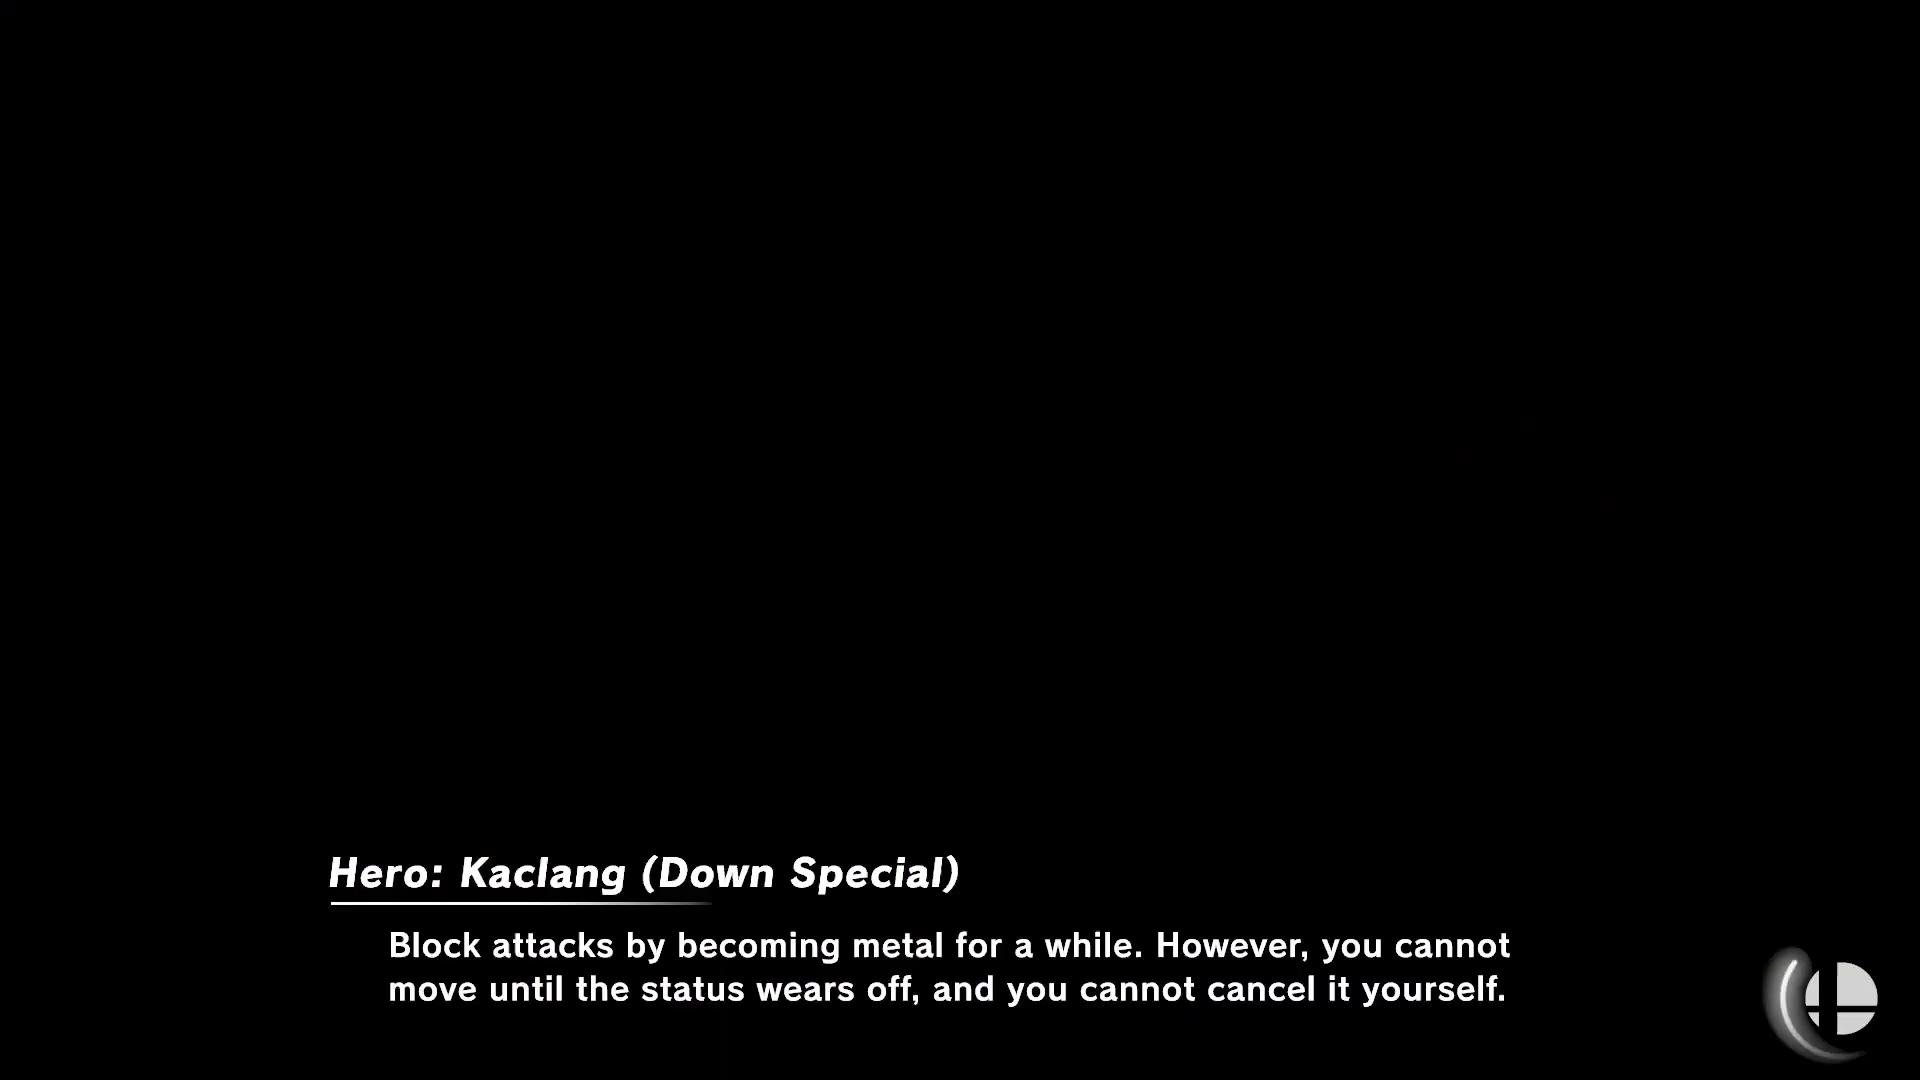 Hero: Kaclang (Down Special)
Block attacks by becoming metal for a while. However, you cannot
move until the status wears off, and you cannot cancel it yourself.